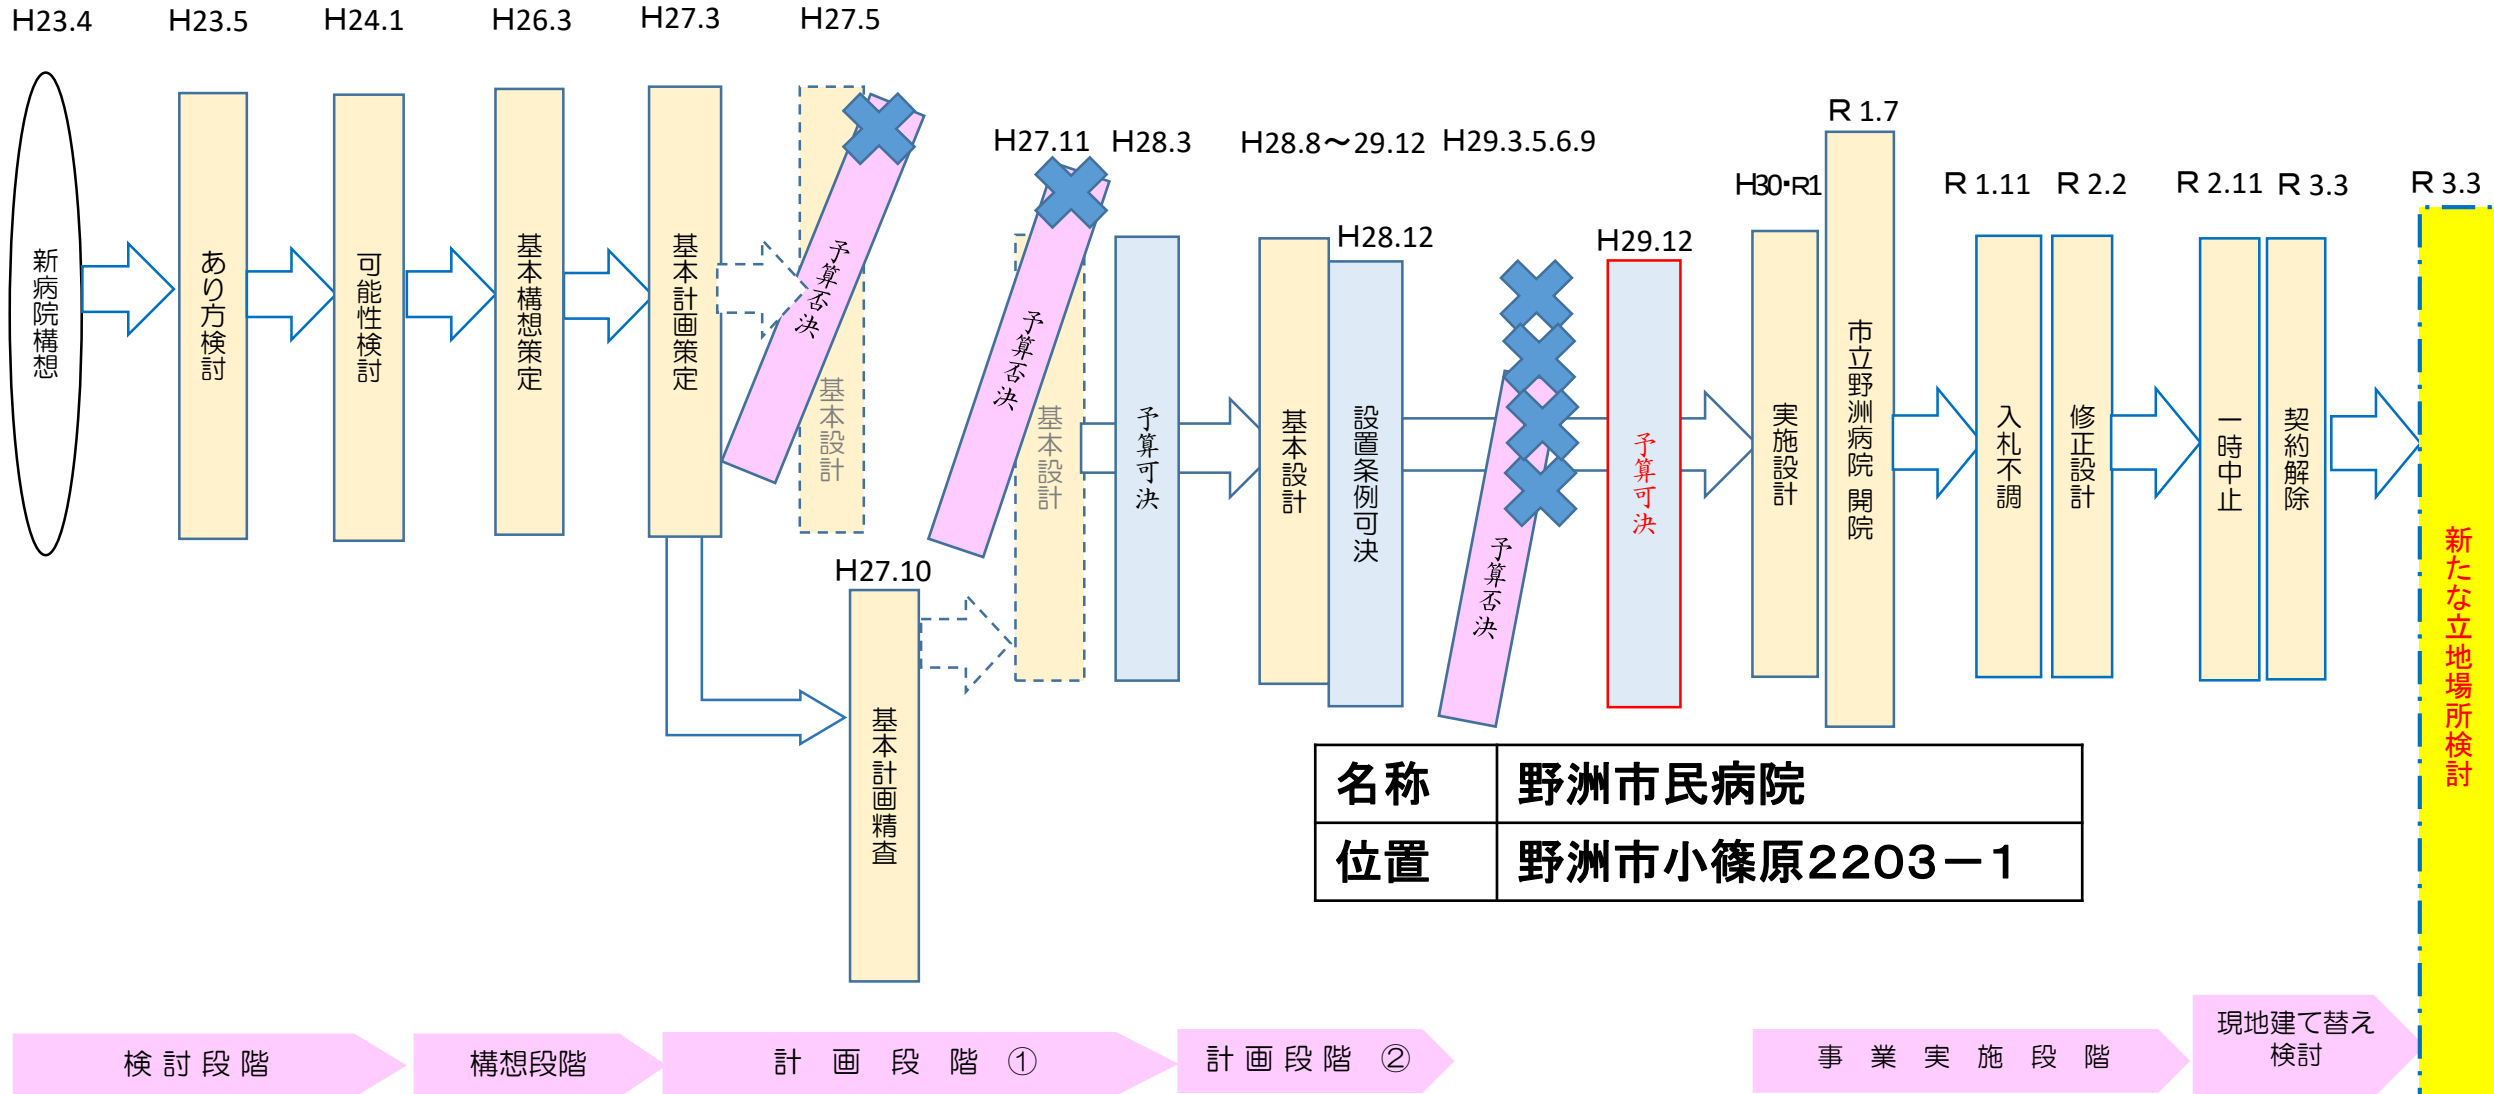 H23.4
H23.5
H24.1
H26.3
H27.3
H27.5
H27.11
H28.3
H28.8～29.12
H29.3.5.6.9
Ｒ1.7
H30･R1
Ｒ1.11
Ｒ2.2
Ｒ2.11
Ｒ3.3
Ｒ3.3
H28.12
H29.12
新病院構想
あり方検討
可能性検討
基本構想策定
基本計画策定
予算否決
基本設計
H27.10
基本計画精査
予算否決
基本設計
予算可決
基本設計
設置条例可決
予算否決
予算可決
実施設計
市立野洲病院 開院
入札不調
修正設計
一時中止
契約解除
新たな立地場所検討
名称
野洲市民病院
位置
野洲市小篠原２２０３－１
検 討 段 階
構想段階
計 画 段 階 ①
計 画 段 階 ②
事 業 実 施 段 階
現地建て替え
検討